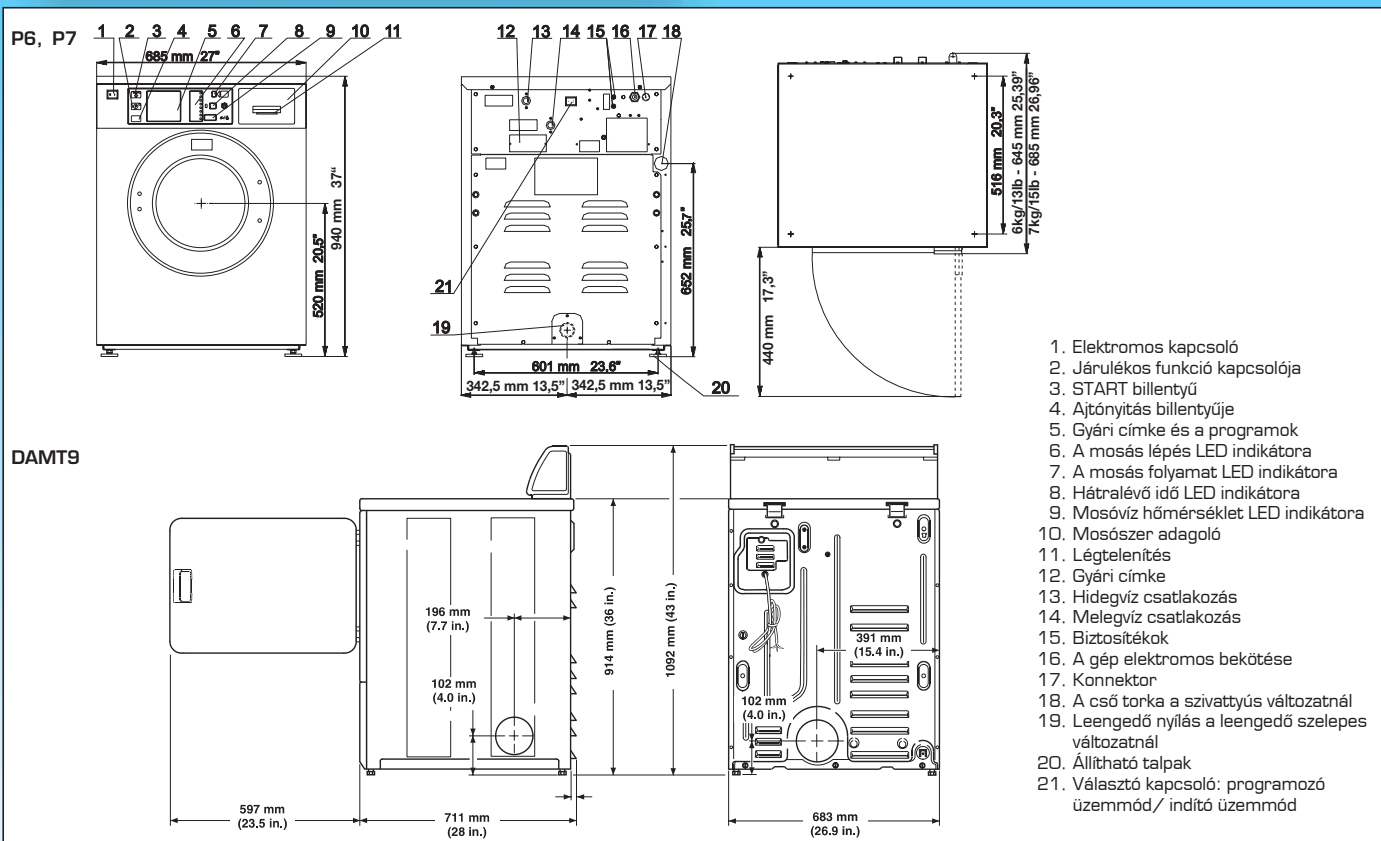 P6, P7
1 2 3 4 5 6 7 8 9 10 11
685 mm 27"
940 mm 37"
520 mm 20,5"
12 13 14 15 16 17 18
21
19
20
652 mm 25,7"
601 mm 23,6"
342,5 mm 13,5" 342,5 mm 13,5"
516 mm 20,3"
6kg/13lb - 645 mm 25,39"
7kg/15lb - 685 mm 26,96"
440 mm 17,3"
1. Elektromos kapcsoló
2. Járulékos funkció kapcsolója
3. START billentyű
4. Ajtónyitás billentyűje
5. Gyári címke és a programok
6. A mosás lépés LED indikátora
7. A mosás folyamat LED indikátora
8. Hátralévő idő LED indikátora
9. Mosóvíz hőmérséklet LED indikátora
10. Mosószer adagoló
11. Légtelenítés
12. Gyári címke
13. Hidegvíz csatlakozás
14. Melegvíz csatlakozás
15. Biztosítékok
16. A gép elektromos bekötése
17. Konnektor
18. A cső torka a szivattyús változatnál
19. Leengedő nyílás a leengedő szelepes
változatnál
20. Állítható talpak
21. Választó kapcsoló: programozó
üzemmód/ indító üzemmód
DAMT9
196 mm
(7.7 in.)
102 mm
(4.0 in.)
914 mm (36 in.)
1092 mm (43 in.)
597 mm
(23.5 in.)
711 mm
(28 in.)
391 mm
(15.4 in.)
102 mm
(4.0 in.)
683 mm
(26.9 in.)